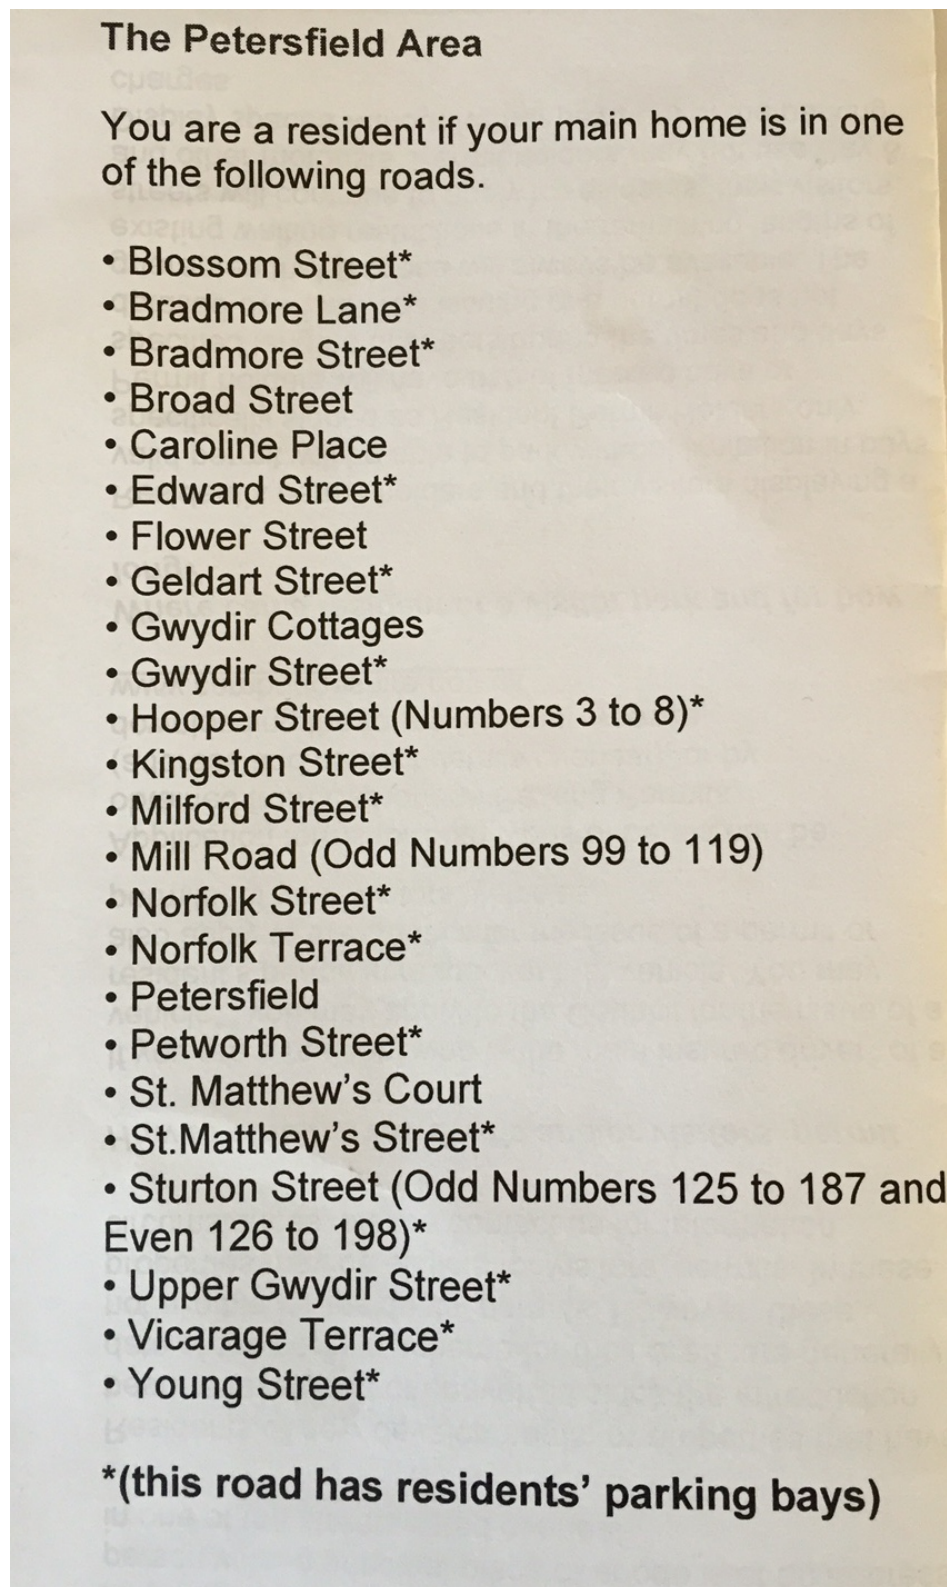 The Petersfield Area
You are a resident if your main home is in one
of the following roads.
• Blossom Street*
• Bradmore Lane*
• Bradmore Street*
• Broad Street
• Caroline Place
• Edward Street*
• Flower Street
• Geldart Street*
• Gwydir Cottages
• Gwydir Street*
• Hooper Street (Numbers 3 to 8)*
• Kingston Street*
• Milford Street*
• Mill Road (Odd Numbers 99 to 119)
• Norfolk Street*
• Norfolk Terrace*
• Petersfield
• Petworth Street*
• St. Matthew’s Court
• St.Matthew’s Street*
• Sturton Street (Odd Numbers 125 to 187 and
Even 126 to 198)*
• Upper Gwydir Street*
• Vicarage Terrace*
• Young Street*
*(this road has residents’ parking bays)